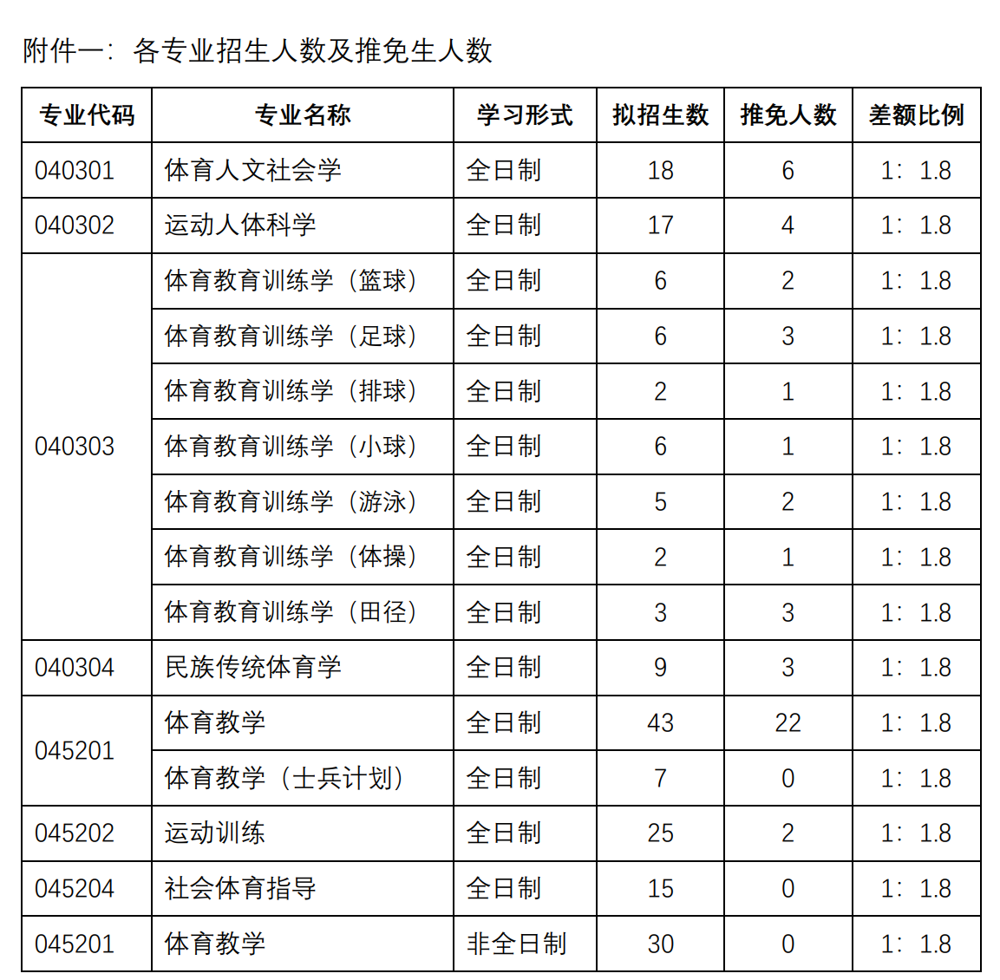 附件一：各专业招生人数及推免生人数
专业代码 专业名称 学习形式 拟招生数 推免人数 差额比例
040301 体育人文社会学 全日制 18 6 1：1.8
040302 运动人体科学 全日制 17 4 1：1.8
体育教育训练学（篮球） 全日制 6 2 1：1.8
体育教育训练学（足球） 全日制 6 3 1：1.8
体育教育训练学（排球） 全日制 2 1 1：1.8
040303 体育教育训练学（小球） 全日制 6 1 1：1.8
体育教育训练学（游泳） 全日制 5 2 1：1.8
体育教育训练学（体操） 全日制 2 1 1：1.8
体育教育训练学（田径） 全日制 3 3 1：1.8
040304 民族传统体育学 全日制 9 3 1：1.8
045201 体育教学 全日制 43 22 1：1.8
体育教学（士兵计划） 全日制 7 0 1：1.8
045202 运动训练 全日制 25 2 1：1.8
045204 社会体育指导 全日制 15 0 1：1.8
045201 体育教学 非全日制 30 0 1：1.8